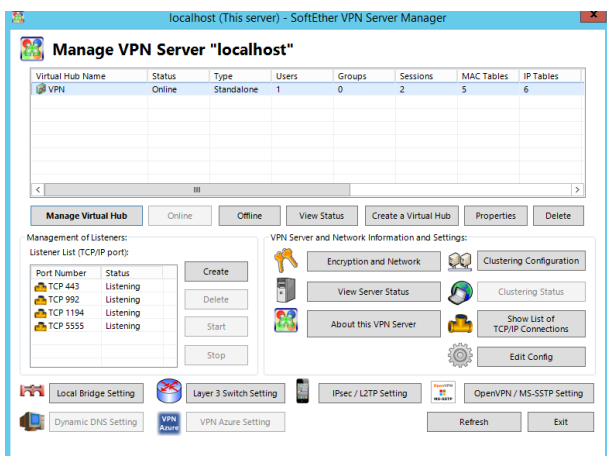 localhost (This server) - SoftEther VPN Server Manager
x
Manage VPN Server "localhost"
Virtual Hub Name Status Type Users Groups Sessions MAC Tables IP Tables
VPN Online Standalone 1 0 2 5 6
Manage Virtual Hub Online Offline View Status Create a Virtual Hub Properties Delete
Management of Listeners:
Listener List (TCP/IP port):
Port Number Status
TCP 443 Listening
TCP 992 Listening
TCP 1194 Listening
TCP 5555 Listening
Create
Delete
Start
Stop
VPN Server and Network Information and Settings:
Encryption and Network Clustering Configuration
View Server Status Clustering Status
About this VPN Server Show List of
TCP/IP Connections
Edit Config
Local Bridge Setting Layer 3 Switch Setting IPsec / L2TP Setting OpenVPN MS-SSTP OpenVPN / MS-SSTP Setting
Dynamic DNS Setting VPN Azure VPN Azure Setting Refresh Exit